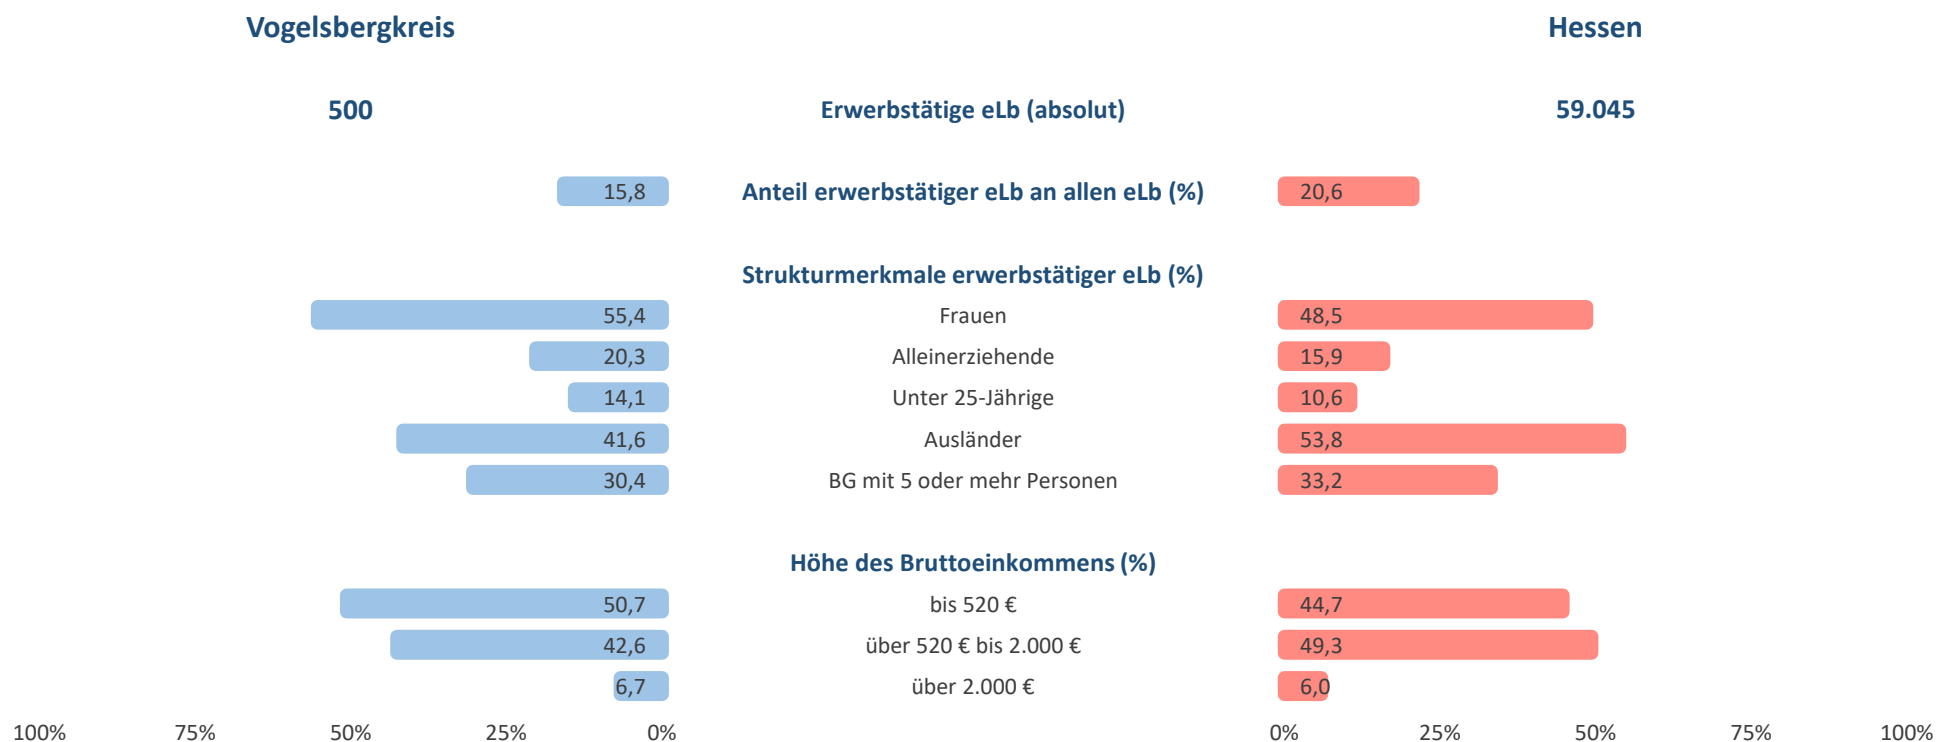 Vogelsbergkreis Hessen
500 Erwerbstätige eLb (absolut) 59.045
15,8 Anteil erwerbstätiger eLb an allen eLb (%) 20,6
Strukturmerkmale erwerbstätiger eLb (%)
55,4 Frauen 48,5
20,3 Alleinerziehende 15,9
14,1 Unter 25-Jährige 10,6
41,6 Ausländer 53,8
30,4 BG mit 5 oder mehr Personen 33,2
Höhe des Bruttoeinkommens (%)
50,7 bis 520 € 44,7
42,6 über 520 € bis 2.000 € 49,3
6,7 über 2.000 € 6,0
100% 75% 50% 25% 0% 0% 25% 50% 75% 100%